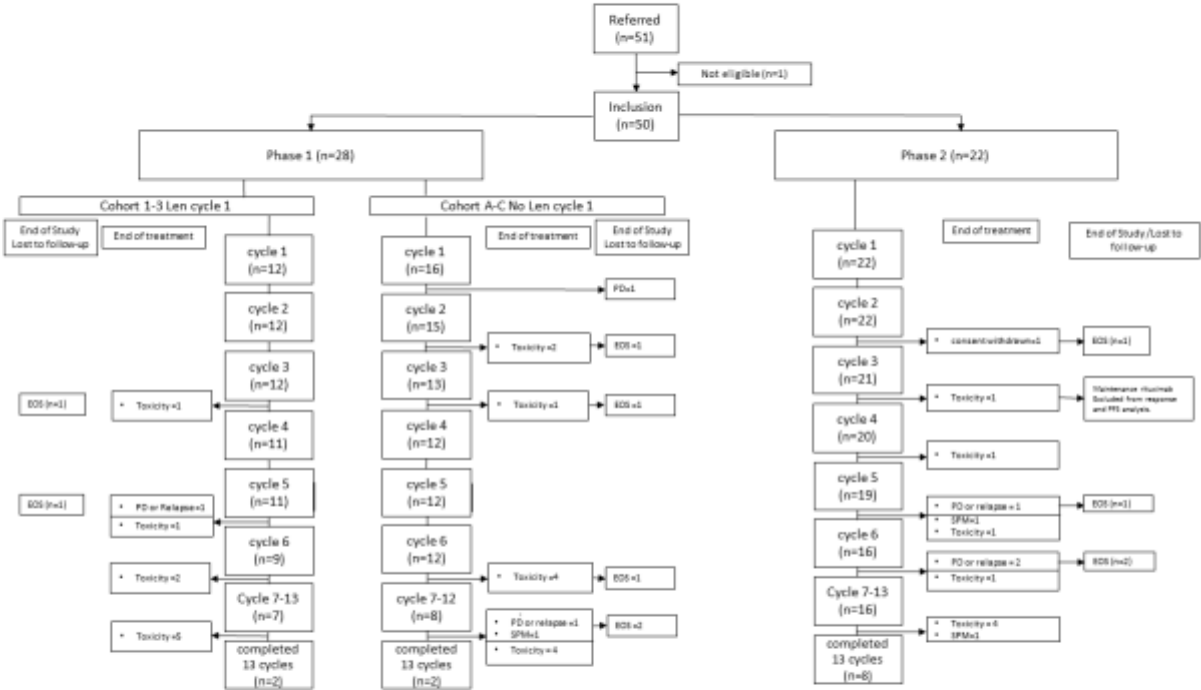 Referred
(n=51)
Not eligible (n=1)
Inclusion
(n=50)
Phase 1 (n=28)
Phase 2 (n=22)
Cohort 1-3 Len cycle 1
Cohort A-C No Len cycle 1
End of Study
Lost to follow-up
End of treatment
cycle 1
(n=12)
cycle 2
(n=12)
cycle 3
(n=12)
EOS (n=1)
• Toxicity =1
cycle 4
(n=11)
cycle 5
(n=11)
EOS (n=1)
• PD or Relapse =1
• Toxicity =1
cycle 6
(n=9)
• Toxicity =2
Cycle 7-13
(n=7)
• Toxicity =5
completed
13 cycles
(n=2)
End of treatment
End of Study
Lost to follow-up
cycle 1
(n=16)
PD=1
cycle 2
(n=15)
• Toxicity =2
EOS =1
cycle 3
(n=13)
• Toxicity =1
EOS =1
cycle 4
(n=12)
cycle 5
(n=12)
cycle 6
(n=12)
• Toxicity =4
EOS =1
cycle 7-12
(n=8)
• PD or relapse =1
• SPM=1
• Toxicity = 4
EOS =2
completed
13 cycles
(n=2)
End of treatment
End of Study /Lost to
follow-up
cycle 1
(n=22)
cycle 2
(n=22)
• consent withdrawn=1
EOS (n=1)
cycle 3
(n=21)
• Toxicity =1
Maintenance rituximab
Excluded from response
and PFS analysis.
cycle 4
(n=20)
• Toxicity =1
cycle 5
(n=19)
• PD or relapse = 1
• SPM=1
• Toxicity =1
EOS (n=1)
cycle 6
(n=16)
• PD or relapse = 2
• Toxicity =1
EOS (n=2)
Cycle 7-13
(n=16)
• Toxicity =
• SPM=1
completed
13 cycles
(n=8)